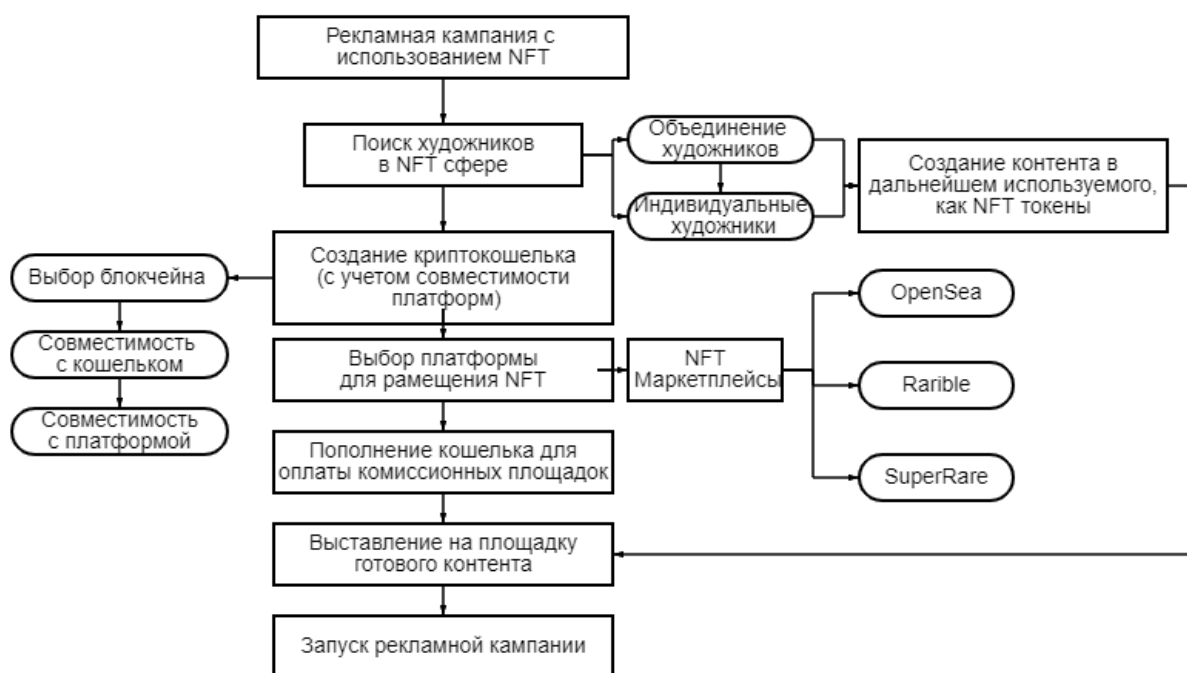 Рекламная кампания с
использованием NFT
Поиск художников
в NFT сфере
Объединение
художников
Индивидуальные
художники
Создание контента в
дальнейшем используемого,
как NFT токены
Создание криптокошелька
(с учетом совместимости
платформ)
Выбор блокчейна
Совместимость
с кошельком
Совместимость
с платформой
Выбор платформы
для рамещения NFT
NFT
Маркетплейсы
OpenSea
Rarible
SuperRare
Пополнение кошелька для
оплаты комиссионных площадок
Выставление на площадку
готового контента
Запуск рекламной кампании